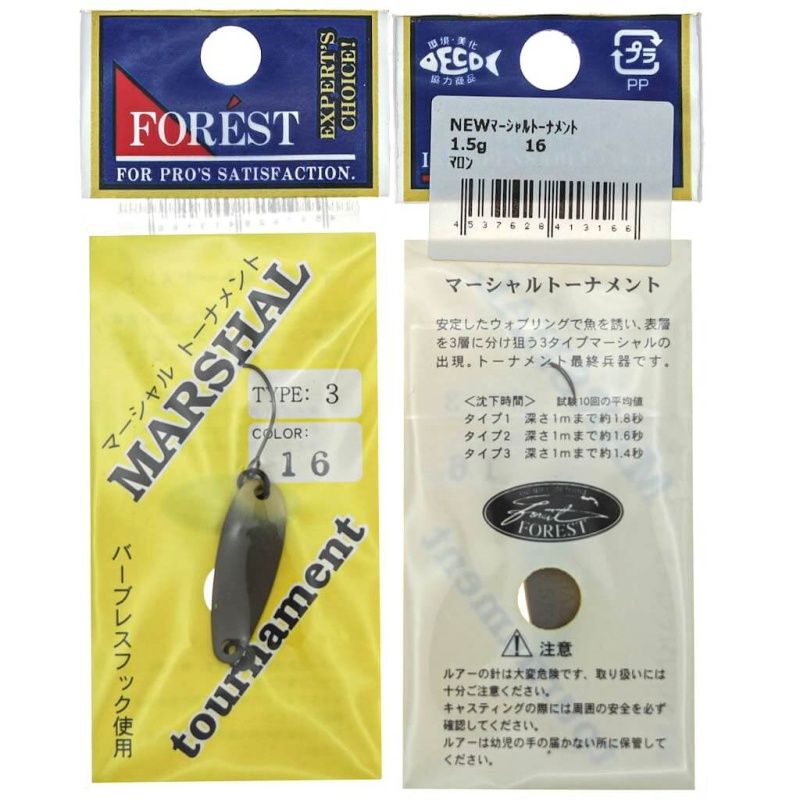 FORÉST
FOR PRO'S SATISFACTION.
EXPERT'S
CHOICE!
マーシャル トーナメント
MARSHAL
TYPE: 3
COLOR:
16
tournament
バーブレスフック使用
環境・美化
ECO
協力商品
プラ
PP
NEWマーシャルトーナメント
1.5g 16
マロン
4537628413166
マーシャルトーナメント
安定したウォブリングで魚を誘い、表層
を3層に分け狙う3タイプマーシャルの
出現。トーナメント最終兵器です。
＜沈下時間＞ 試験10回の平均値
タイプ1 深さ1mまで約1.8秒
タイプ2 深さ1mまで約1.6秒
タイプ3 深さ1mまで約1.4秒
Forest
FOREST
注意
ルアーの針は大変危険です、取り扱いには
十分ご注意ください。
キャスティングの際には周囲の安全を必ず
確認してください。
ルアーは幼児の手の届かない所に保管して
ください。